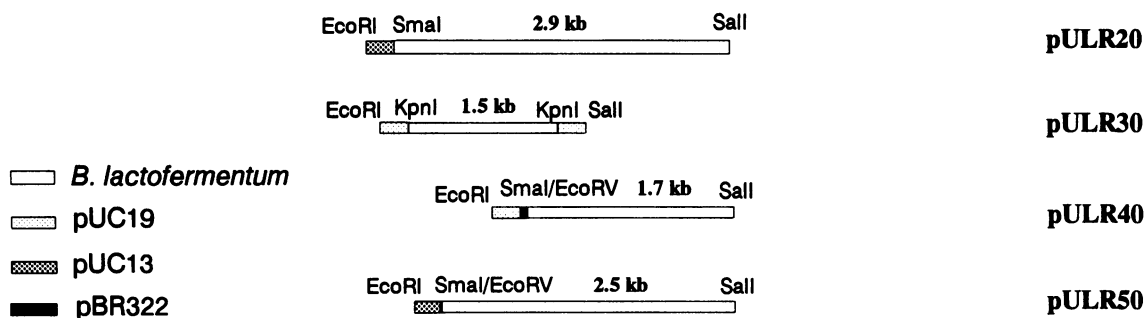 EcoRI SmaI 2.9 kb SalI pULR20
EcoRI KpnI 1.5 kb KpnI SalI pULR30
B. lactofermentum
EcoRI SmaI/EcoRV 1.7 kb SalI pULR40
pUC19
pUC13
EcoRI SmaI/EcoRV 2.5 kb SalI pULR50
pBR322